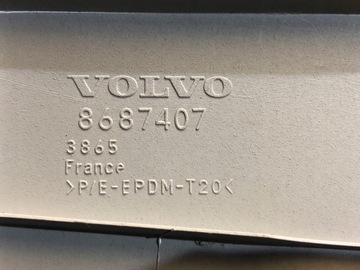 VOLVO
8687407
3865
France
>P/E-EPDM-T20<